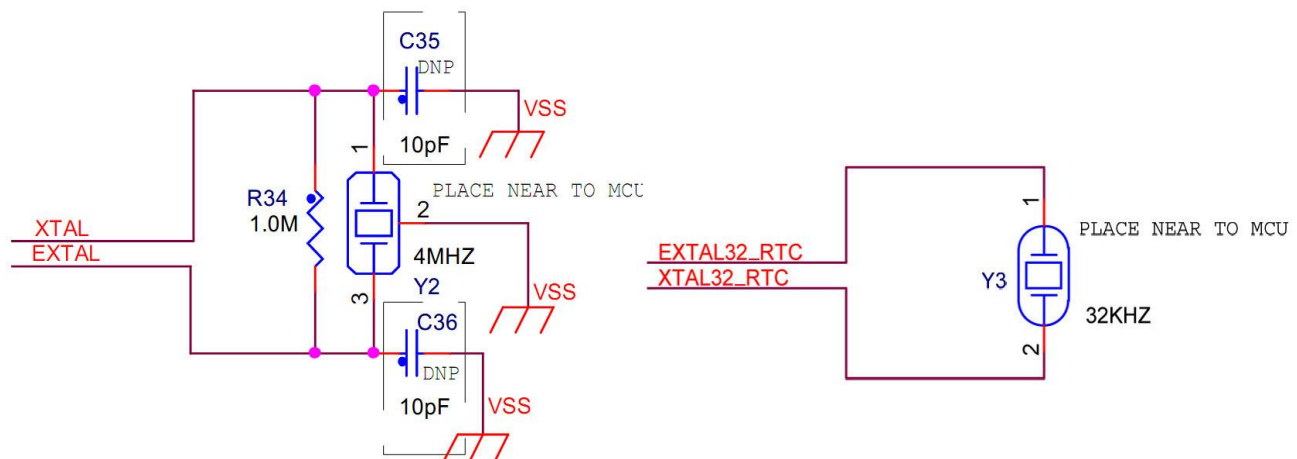 C35
DNP
VSS
10pF
1
PLACE NEAR TO MCU
R34
1.0M
2
XTAL
EXTAL
4MHZ
3
Y2
VSS
C36
DNP
10pF
VSS
1
PLACE NEAR TO MCU
EXTAL32_RTC
XTAL32_RTC
Y3
32KHZ
2